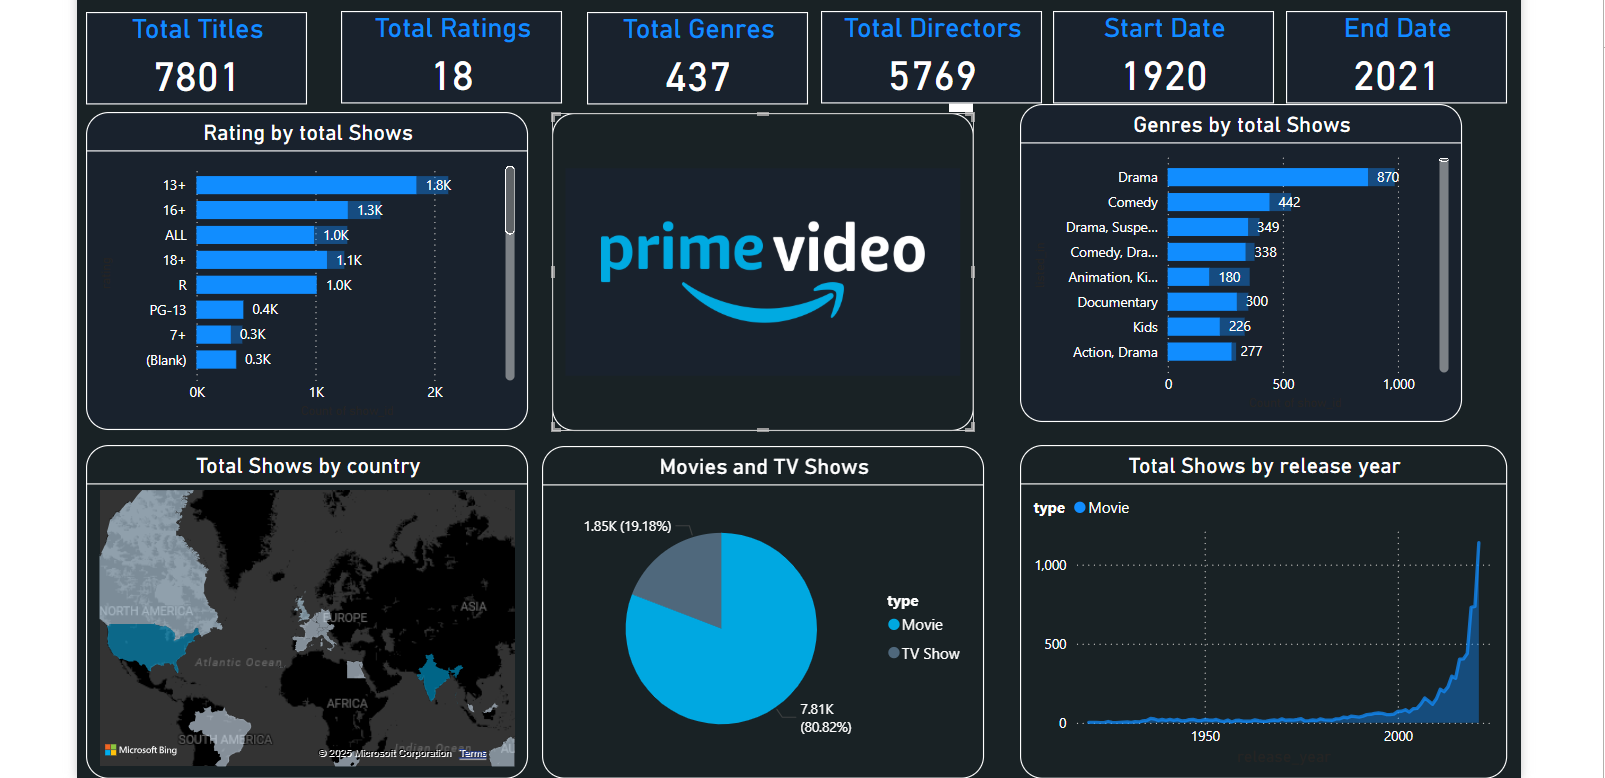 Total Titles
7801
Total Ratings
18
Total Genres
437
Total Directors
5769
Start Date
1920
End Date
2021
Rating by total Shows
13+ 1.8K
16+ 1.3K
ALL 1.0K
18+ 1.1K
R 1.0K
PG-13 0.4K
7+ 0.3K
(Blank) 0.3K
0K 1K 2K
prime video
Genres by total Shows
Drama 870
Comedy 442
Drama, Suspe... 349
Comedy, Dra... 338
Animation, Ki... 180
Documentary 300
Kids 226
Action, Drama 277
0 500 1,000
Total Shows by country
NORTH AMERICA
EUROPE
ASIA
Atlantic Ocean
AFRICA
SOUTH AMERICA
Indian Ocean
AU
Microsoft Bing
© 2025 Microsoft Corporation Terms
Movies and TV Shows
1.85K (19.18%)
7.81K
(80.82%)
type
Movie
TV Show
Total Shows by release year
type Movie
1,000
500
0
1950 2000